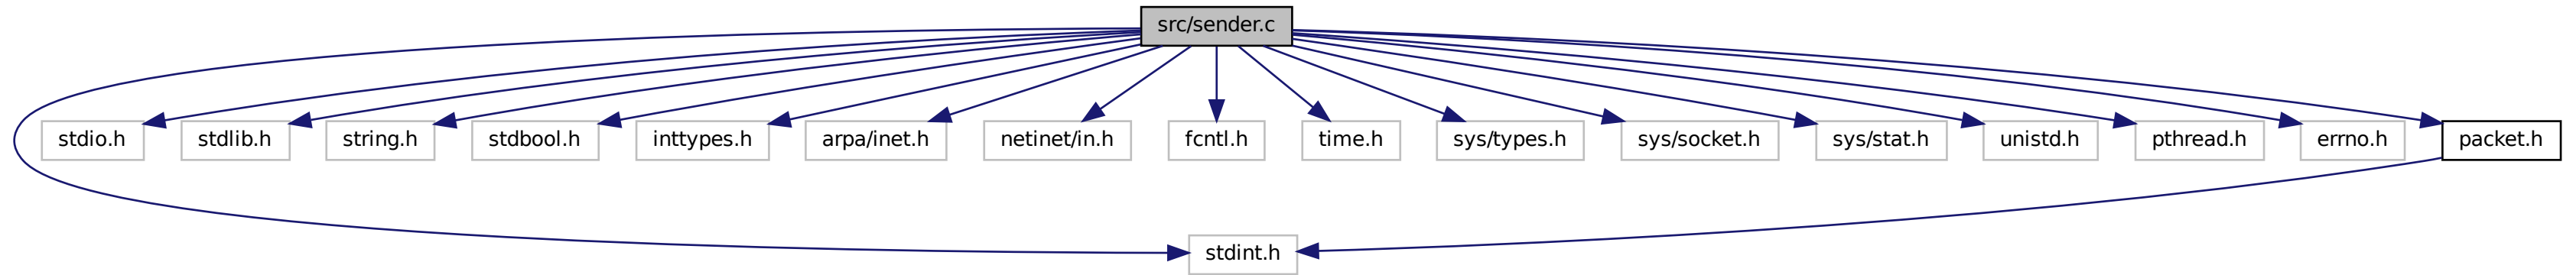 src/sender.c
stdio.h
stdlib.h
string.h
stdbool.h
inttypes.h
arpa/inet.h
netinet/in.h
fcntl.h
time.h
sys/types.h
sys/socket.h
sys/stat.h
unistd.h
pthread.h
errno.h
packet.h
stdint.h